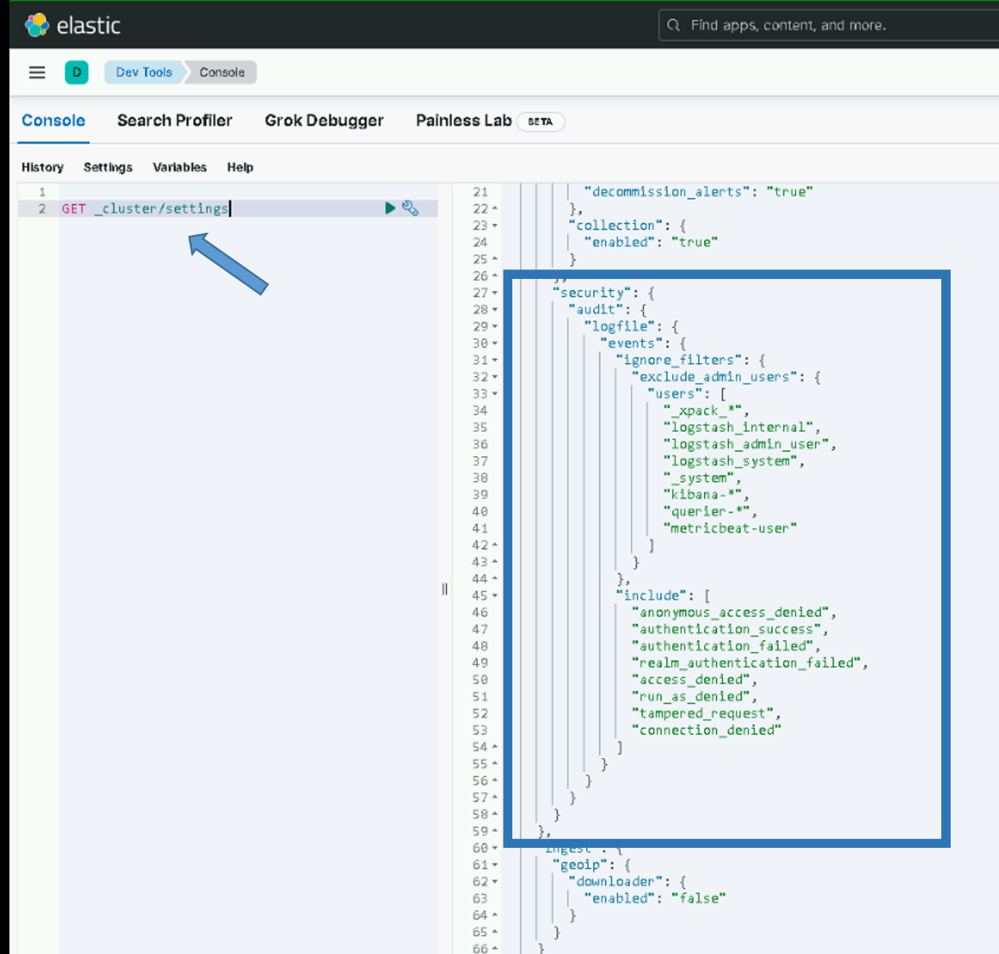 elastic
Find apps, content, and more.
D
Dev Tools
Console
Console
Search Profiler
Grok Debugger
Painless Lab
BETA
History
Settings
Variables
Help
1
2 GET _cluster/settings
21 "decommission_alerts": "true"
22 },
23 "collection": {
24 "enabled": "true"
25 }
26 },
27 "security": {
28 "audit": {
29 "logfile": {
30 "events": {
31 "ignore_filters": {
32 "exclude_admin_users": {
33 "users": [
34 "_xpack_*",
35 "logstash_internal",
36 "logstash_admin_user",
37 "logstash_system",
38 "_system",
39 "kibana-*",
40 "querier-*",
41 "metricbeat-user"
42 ]
43 }
44 },
45 "include": [
46 "anonymous_access_denied",
47 "authentication_success",
48 "authentication_failed",
49 "realm_authentication_failed",
50 "access_denied",
51 "run_as_denied",
52 "tampered_request",
53 "connection_denied"
54 ]
55 }
56 }
57 }
58 }
59 },
60 "ingest": {
61 "geoip": {
62 "downloader": {
63 "enabled": "false"
64 }
65 }
66 }